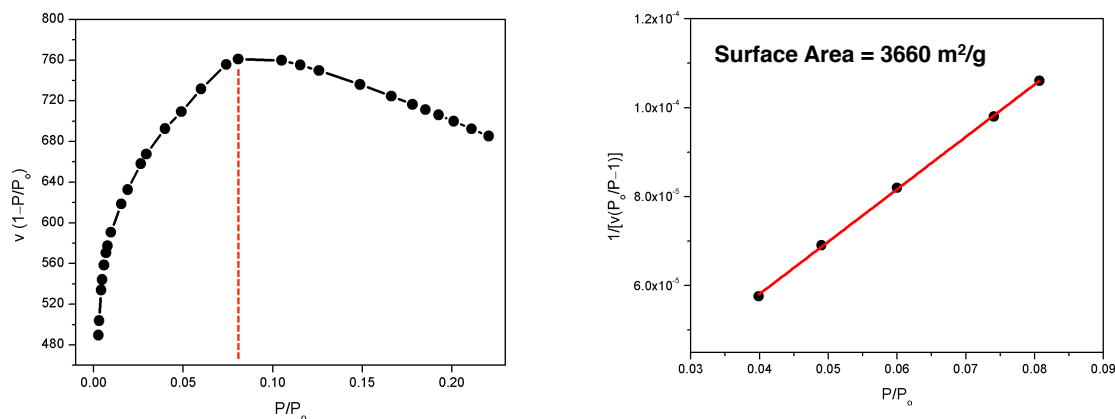 800
760
720
680
640
600
560
520
480
0.00 0.05 0.10 0.15 0.20
v (1−P/Pₒ)
P/Pₒ
Surface Area = 3660 m²/g
1.2x10⁻⁴
1.0x10⁻⁴
8.0x10⁻⁵
6.0x10⁻⁵
0.03 0.04 0.05 0.06 0.07 0.08 0.09
1/[v(Pₒ/P−1)]
P/Pₒ